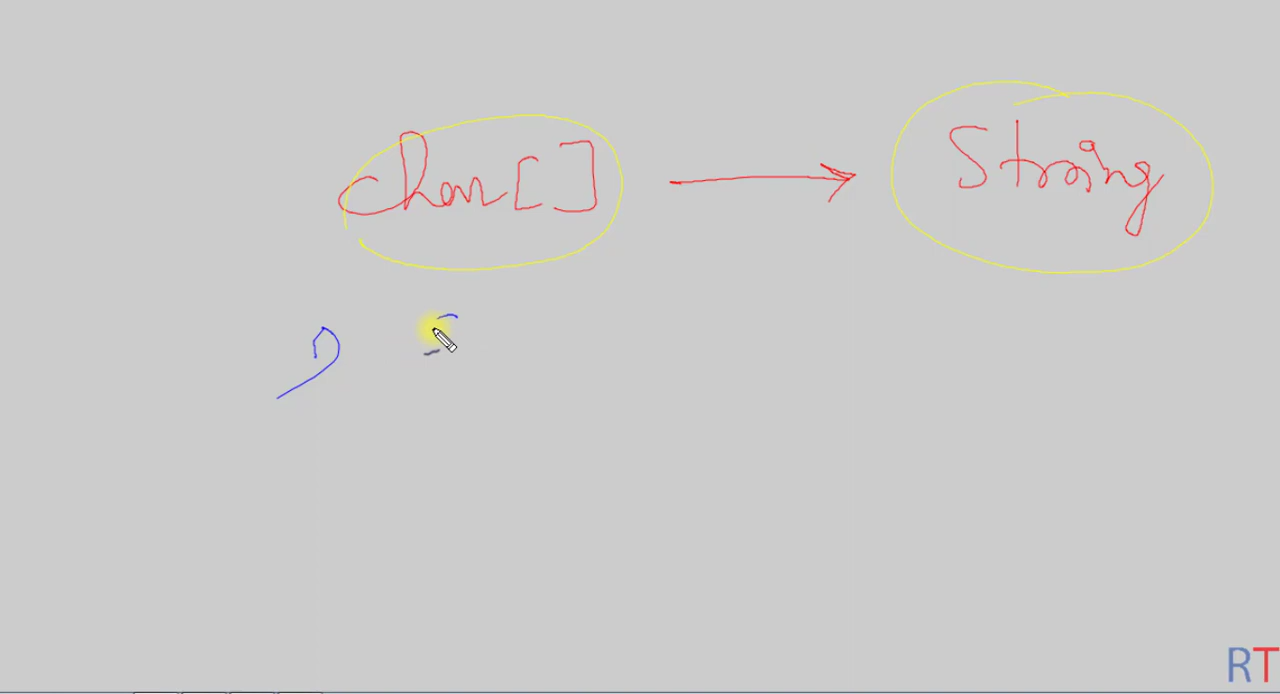 char[] → String
RT